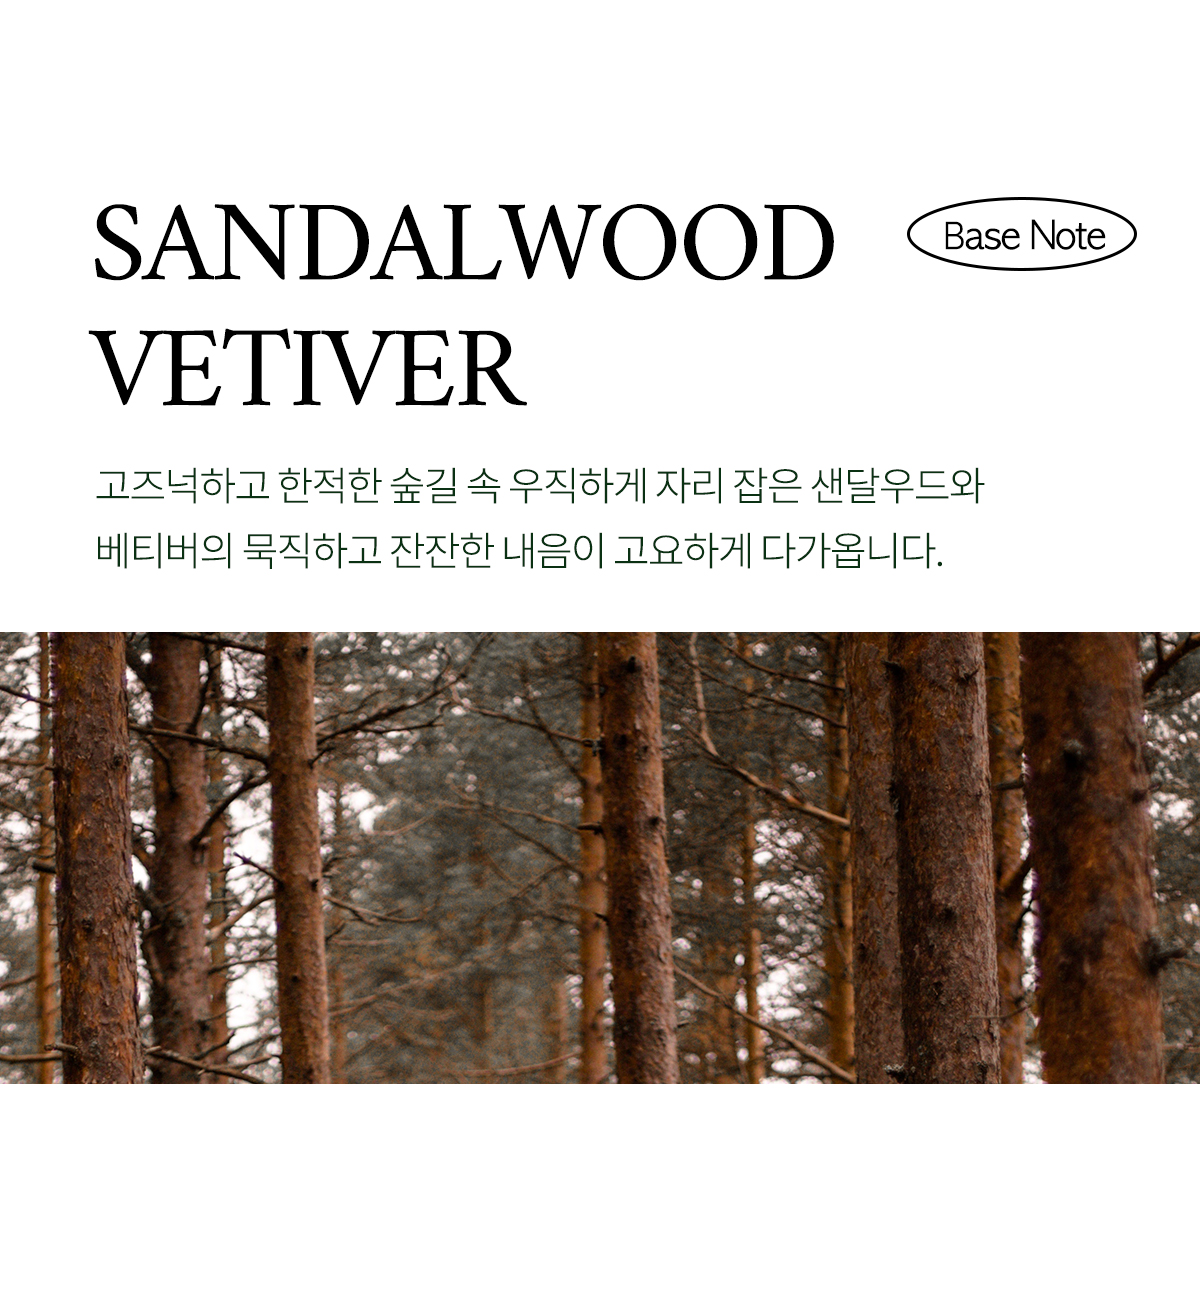 SANDALWOOD
Base Note
VETIVER
고즈넉하고 한적한 숲길 속 우직하게 자리 잡은 샌달우드와
베티버의 묵직하고 잔잔한 내음이 고요하게 다가옵니다.